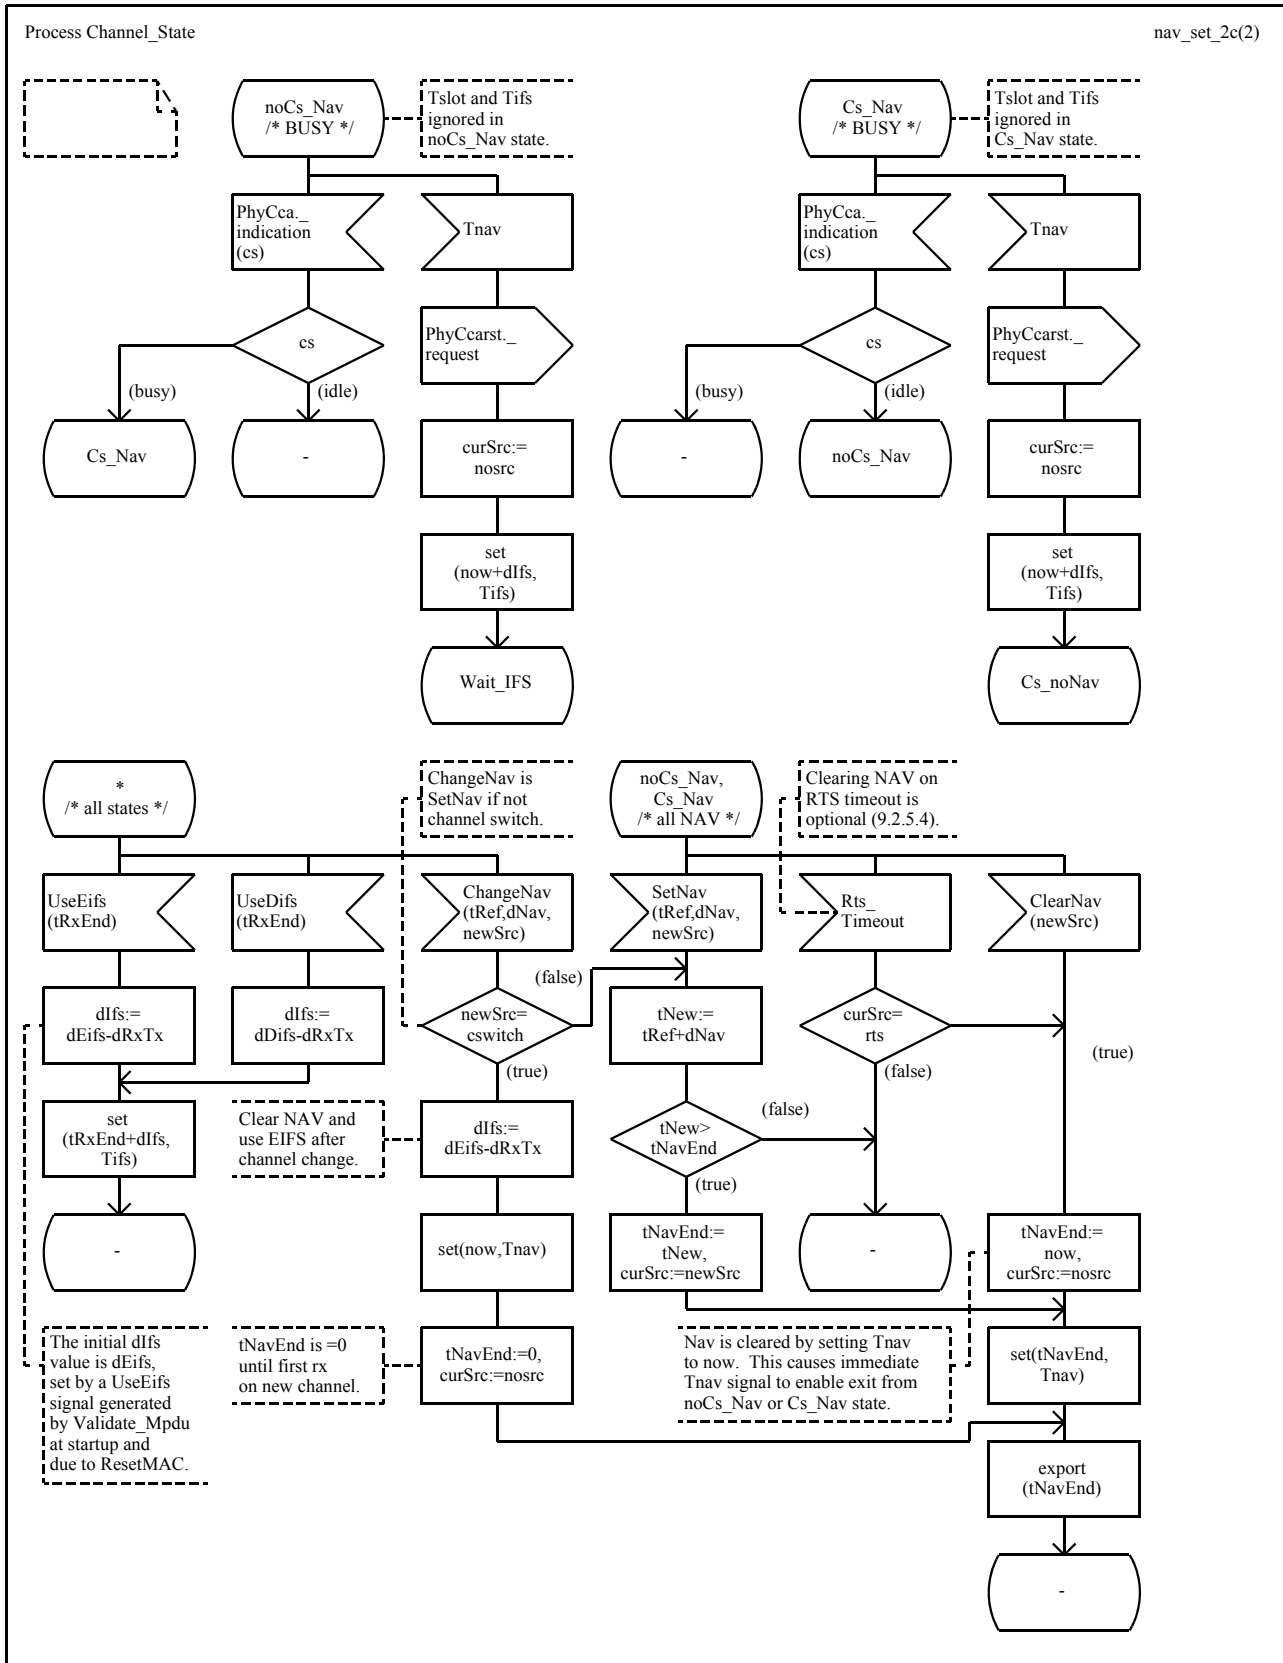 Process Channel_State
nav_set_2c(2)
noCs_Nav
/* BUSY */
Tslot and Tifs
ignored in
noCs_Nav state.
Cs_Nav
/* BUSY */
Tslot and Tifs
ignored in
Cs_Nav state.
PhyCca._
indication
(cs)
Tnav
PhyCca._
indication
(cs)
Tnav
cs
PhyCcarst._
request
cs
PhyCcarst._
request
(busy)
(idle)
(busy)
(idle)
Cs_Nav
-
curSrc:=
nosrc
-
noCs_Nav
curSrc:=
nosrc
set
(now+dIfs,
Tifs)
set
(now+dIfs,
Tifs)
Wait_IFS
Cs_noNav
*
/* all states */
ChangeNav is
SetNav if not
channel switch.
noCs_Nav,
Cs_Nav
/* all NAV */
Clearing NAV on
RTS timeout is
optional (9.2.5.4).
UseEifs
(tRxEnd)
UseDifs
(tRxEnd)
ChangeNav
(tRef,dNav,
newSrc)
SetNav
(tRef,dNav,
newSrc)
Rts_
Timeout
ClearNav
(newSrc)
(false)
dIfs:=
dEifs-dRxTx
dIfs:=
dDifs-dRxTx
newSrc=
cswitch
tNew:=
tRef+dNav
curSrc=
rts
(true)
(true)
(false)
set
(tRxEnd+dIfs,
Tifs)
Clear NAV and
use EIFS after
channel change.
dIfs:=
dEifs-dRxTx
(false)
tNew>
tNavEnd
(true)
-
set(now,Tnav)
tNavEnd:=
tNew,
curSrc:=newSrc
-
tNavEnd:=
now,
curSrc:=nosrc
The initial dIfs
value is dEifs,
set by a UseEifs
signal generated
by Validate_Mpdu
at startup and
due to ResetMAC.
tNavEnd is =0
until first rx
on new channel.
tNavEnd:=0,
curSrc:=nosrc
Nav is cleared by setting Tnav
to now. This causes immediate
Tnav signal to enable exit from
noCs_Nav or Cs_Nav state.
set(tNavEnd,
Tnav)
export
(tNavEnd)
-